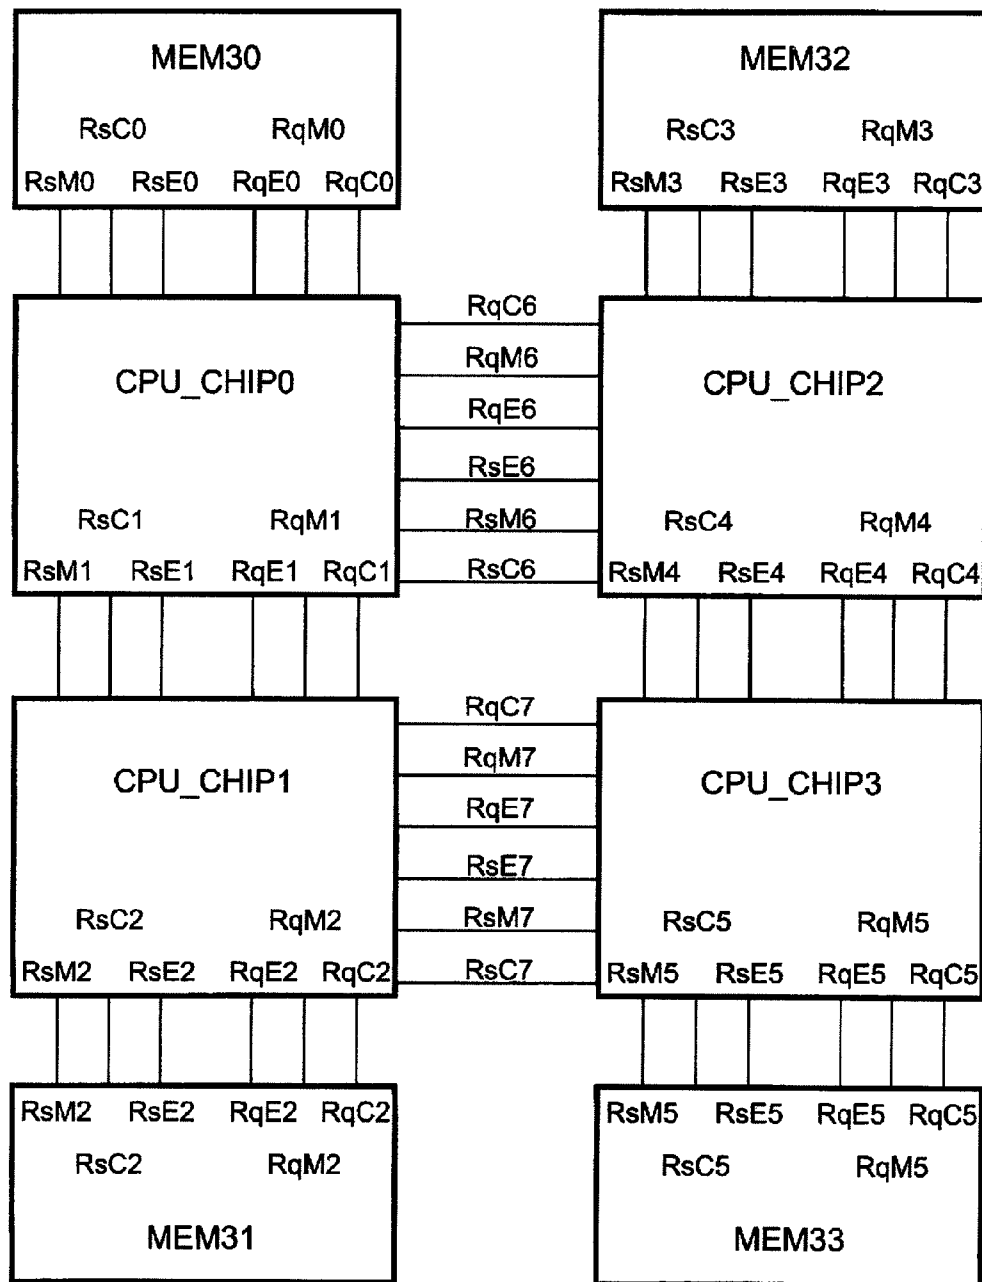 MEM30
RsC0 RqM0
RsM0 RsE0 RqE0 RqC0
MEM32
RsC3 RqM3
RsM3 RsE3 RqE3 RqC3
CPU_CHIP0
RsC1 RqM1
RsM1 RsE1 RqE1 RqC1
RqC6
RqM6
RqE6
RsE6
RsM6
RsC6
CPU_CHIP2
RsC4 RqM4
RsM4 RsE4 RqE4 RqC4
CPU_CHIP1
RsC2 RqM2
RsM2 RsE2 RqE2 RqC2
RqC7
RqM7
RqE7
RsE7
RsM7
RsC7
CPU_CHIP3
RsC5 RqM5
RsM5 RsE5 RqE5 RqC5
RsM2 RsE2 RqE2 RqC2
RsC2 RqM2
MEM31
RsM5 RsE5 RqE5 RqC5
RsC5 RqM5
MEM33